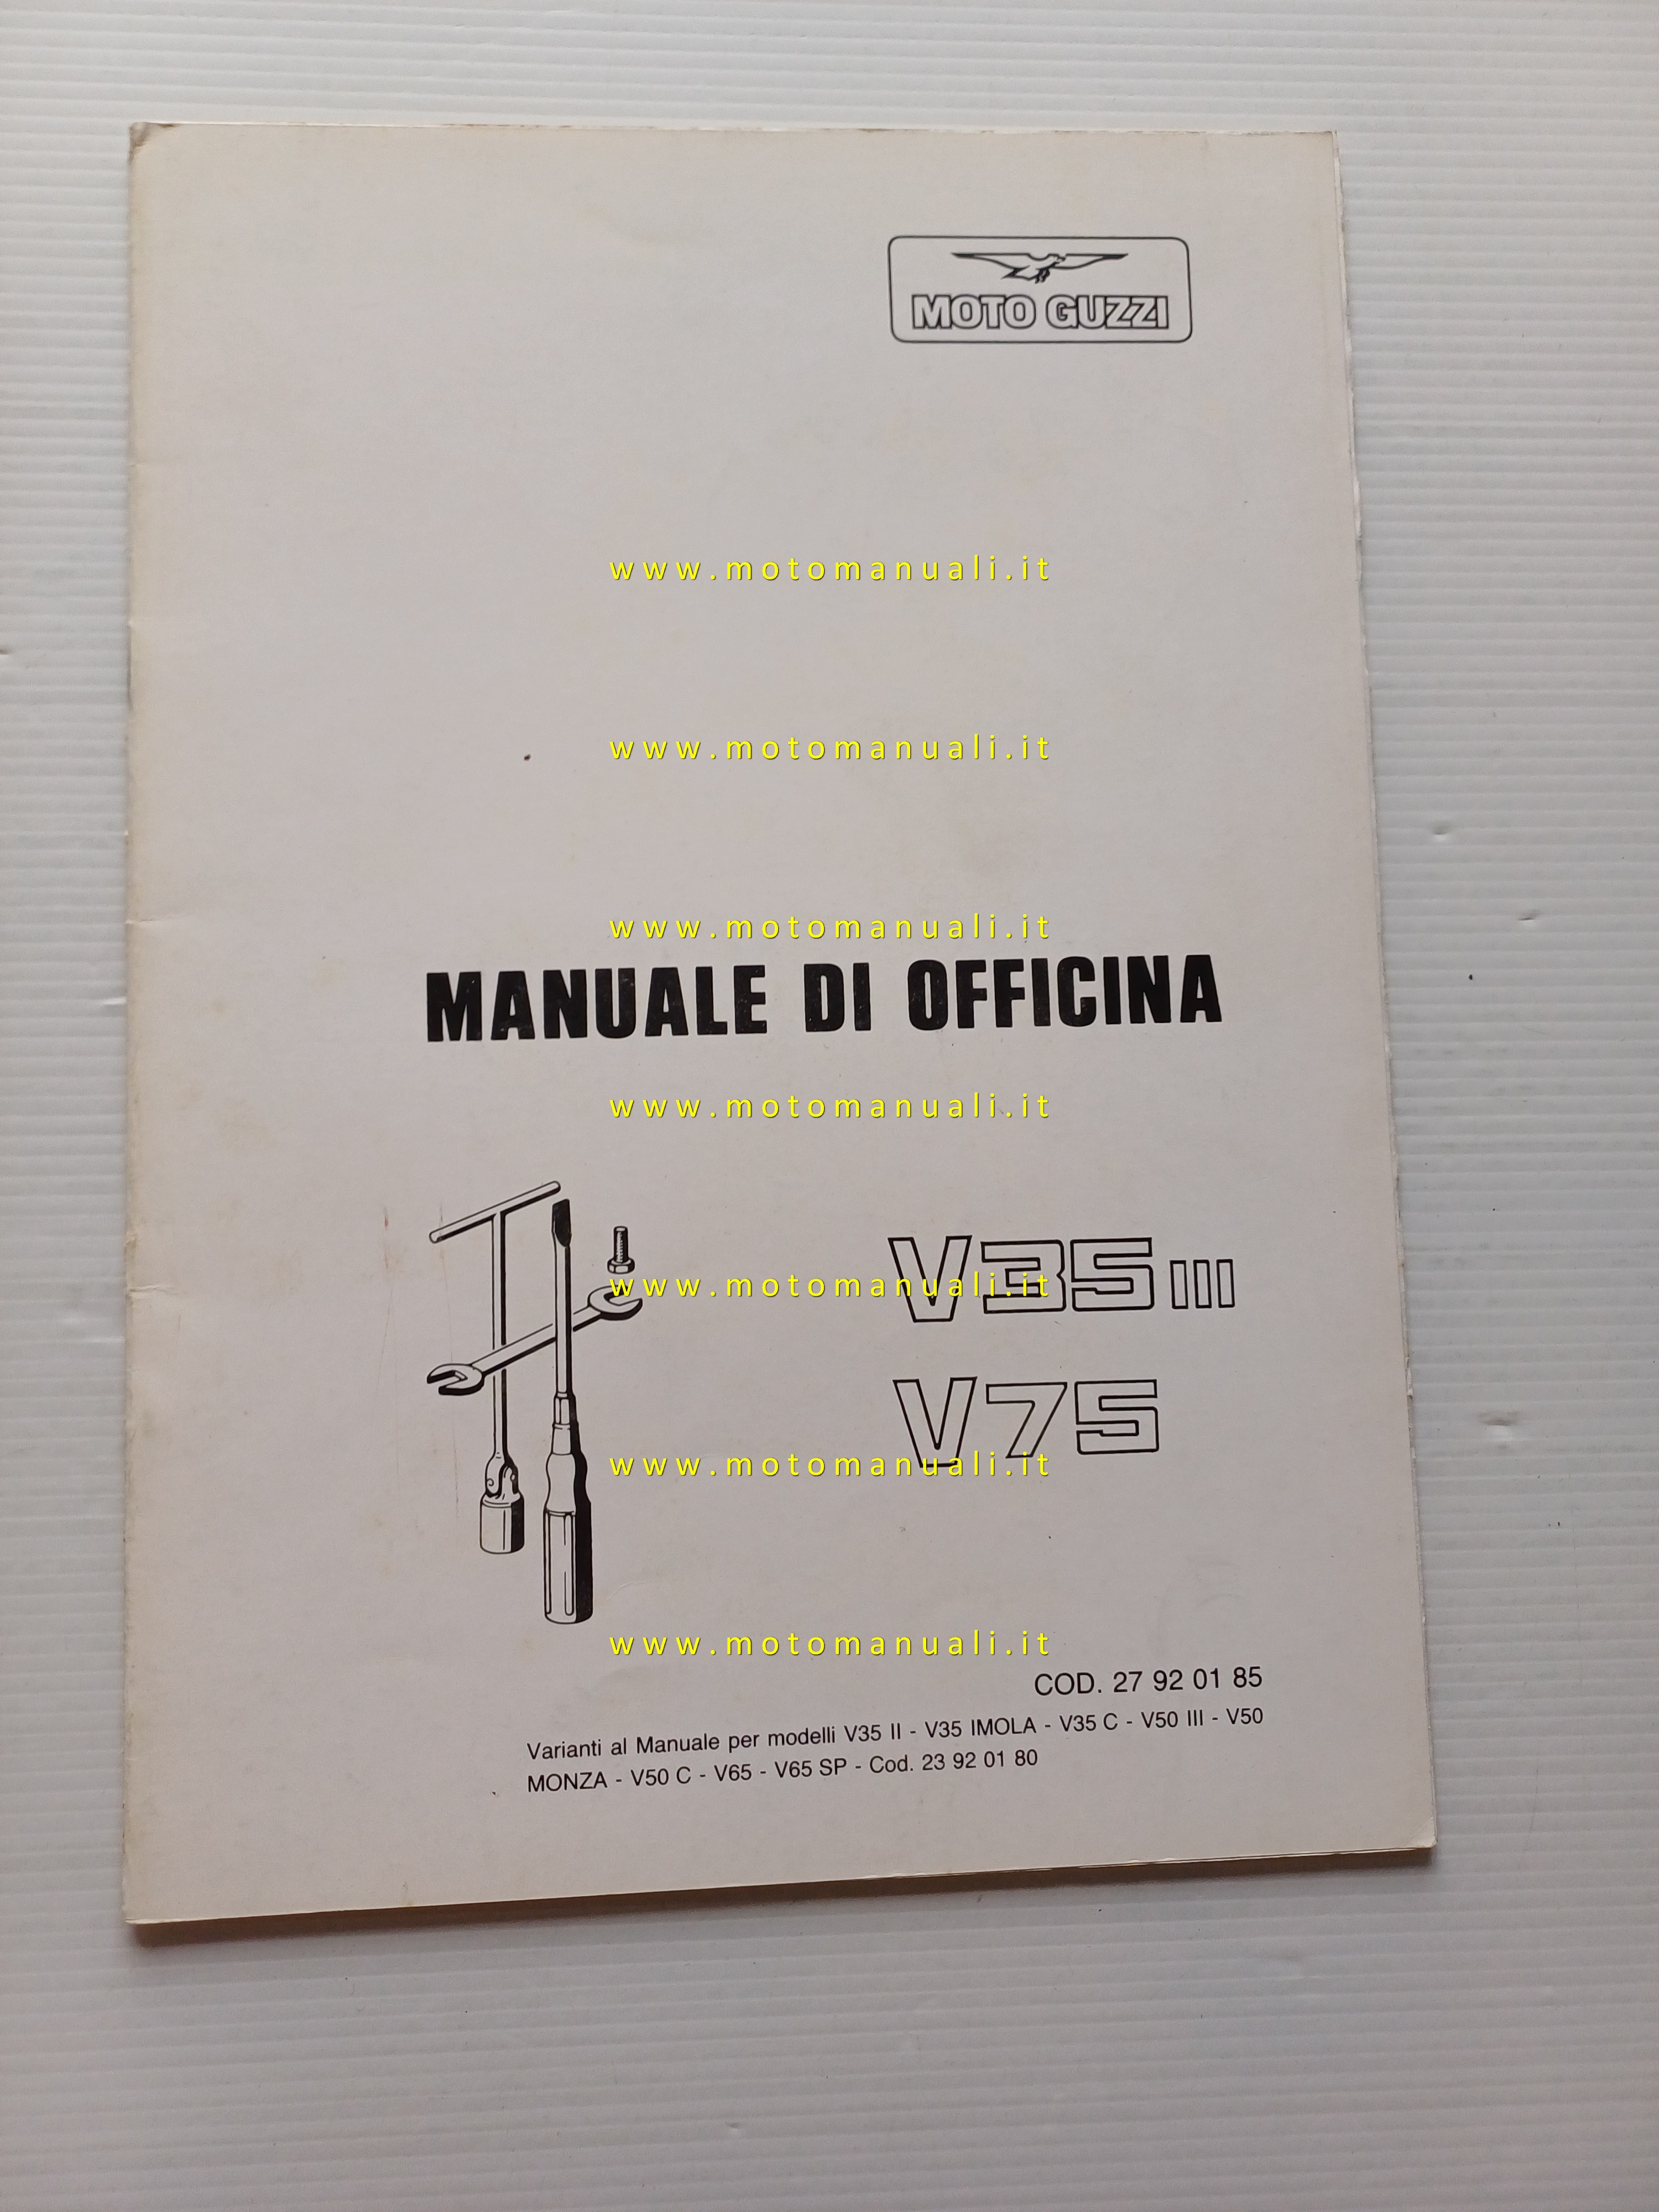 MOTO GUZZI
www.motomanuali.it
www.motomanuali.it
www.motomanuali.it
MANUALE DI OFFICINA
www.motomanuali.it
V35 III
www.motomanuali.it
V75
www.motomanuali.it
www.motomanuali.it
COD. 27 92 01 85
Varianti al Manuale per modelli V35 II - V35 IMOLA - V35 C - V50 III - V50
MONZA - V50 C - V65 - V65 SP - Cod. 23 92 01 80